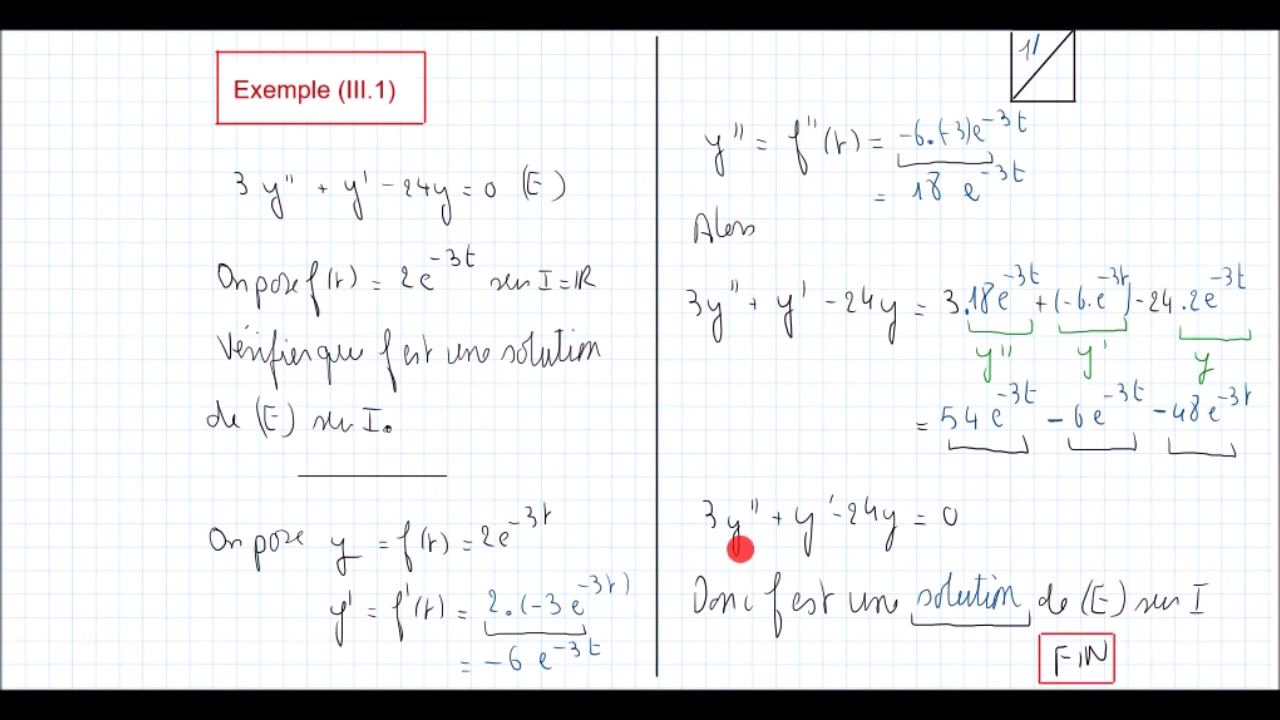 Exemple (III.1)
3y" + y' - 24y = 0 (E)
On pose f(t) = 2e^-3t sur I = ℝ
Vérifier que f est une solution
de (E) sur I.
On pose y = f(t) = 2e^-3t
y' = f'(t) = 2.(-3e^-3t)
= -6e^-3t
1/
y" = f"(t) = -6.(-3)e^-3t
= 18 e^-3t
Alors
3y" + y' - 24y = 3.18e^-3t + (-6.e^-3t) - 24.2e^-3t
y" y' y
= 54e^-3t - 6e^-3t - 48e^-3t
3y" + y' - 24y = 0
Donc f est une solution de (E) sur I
FIN